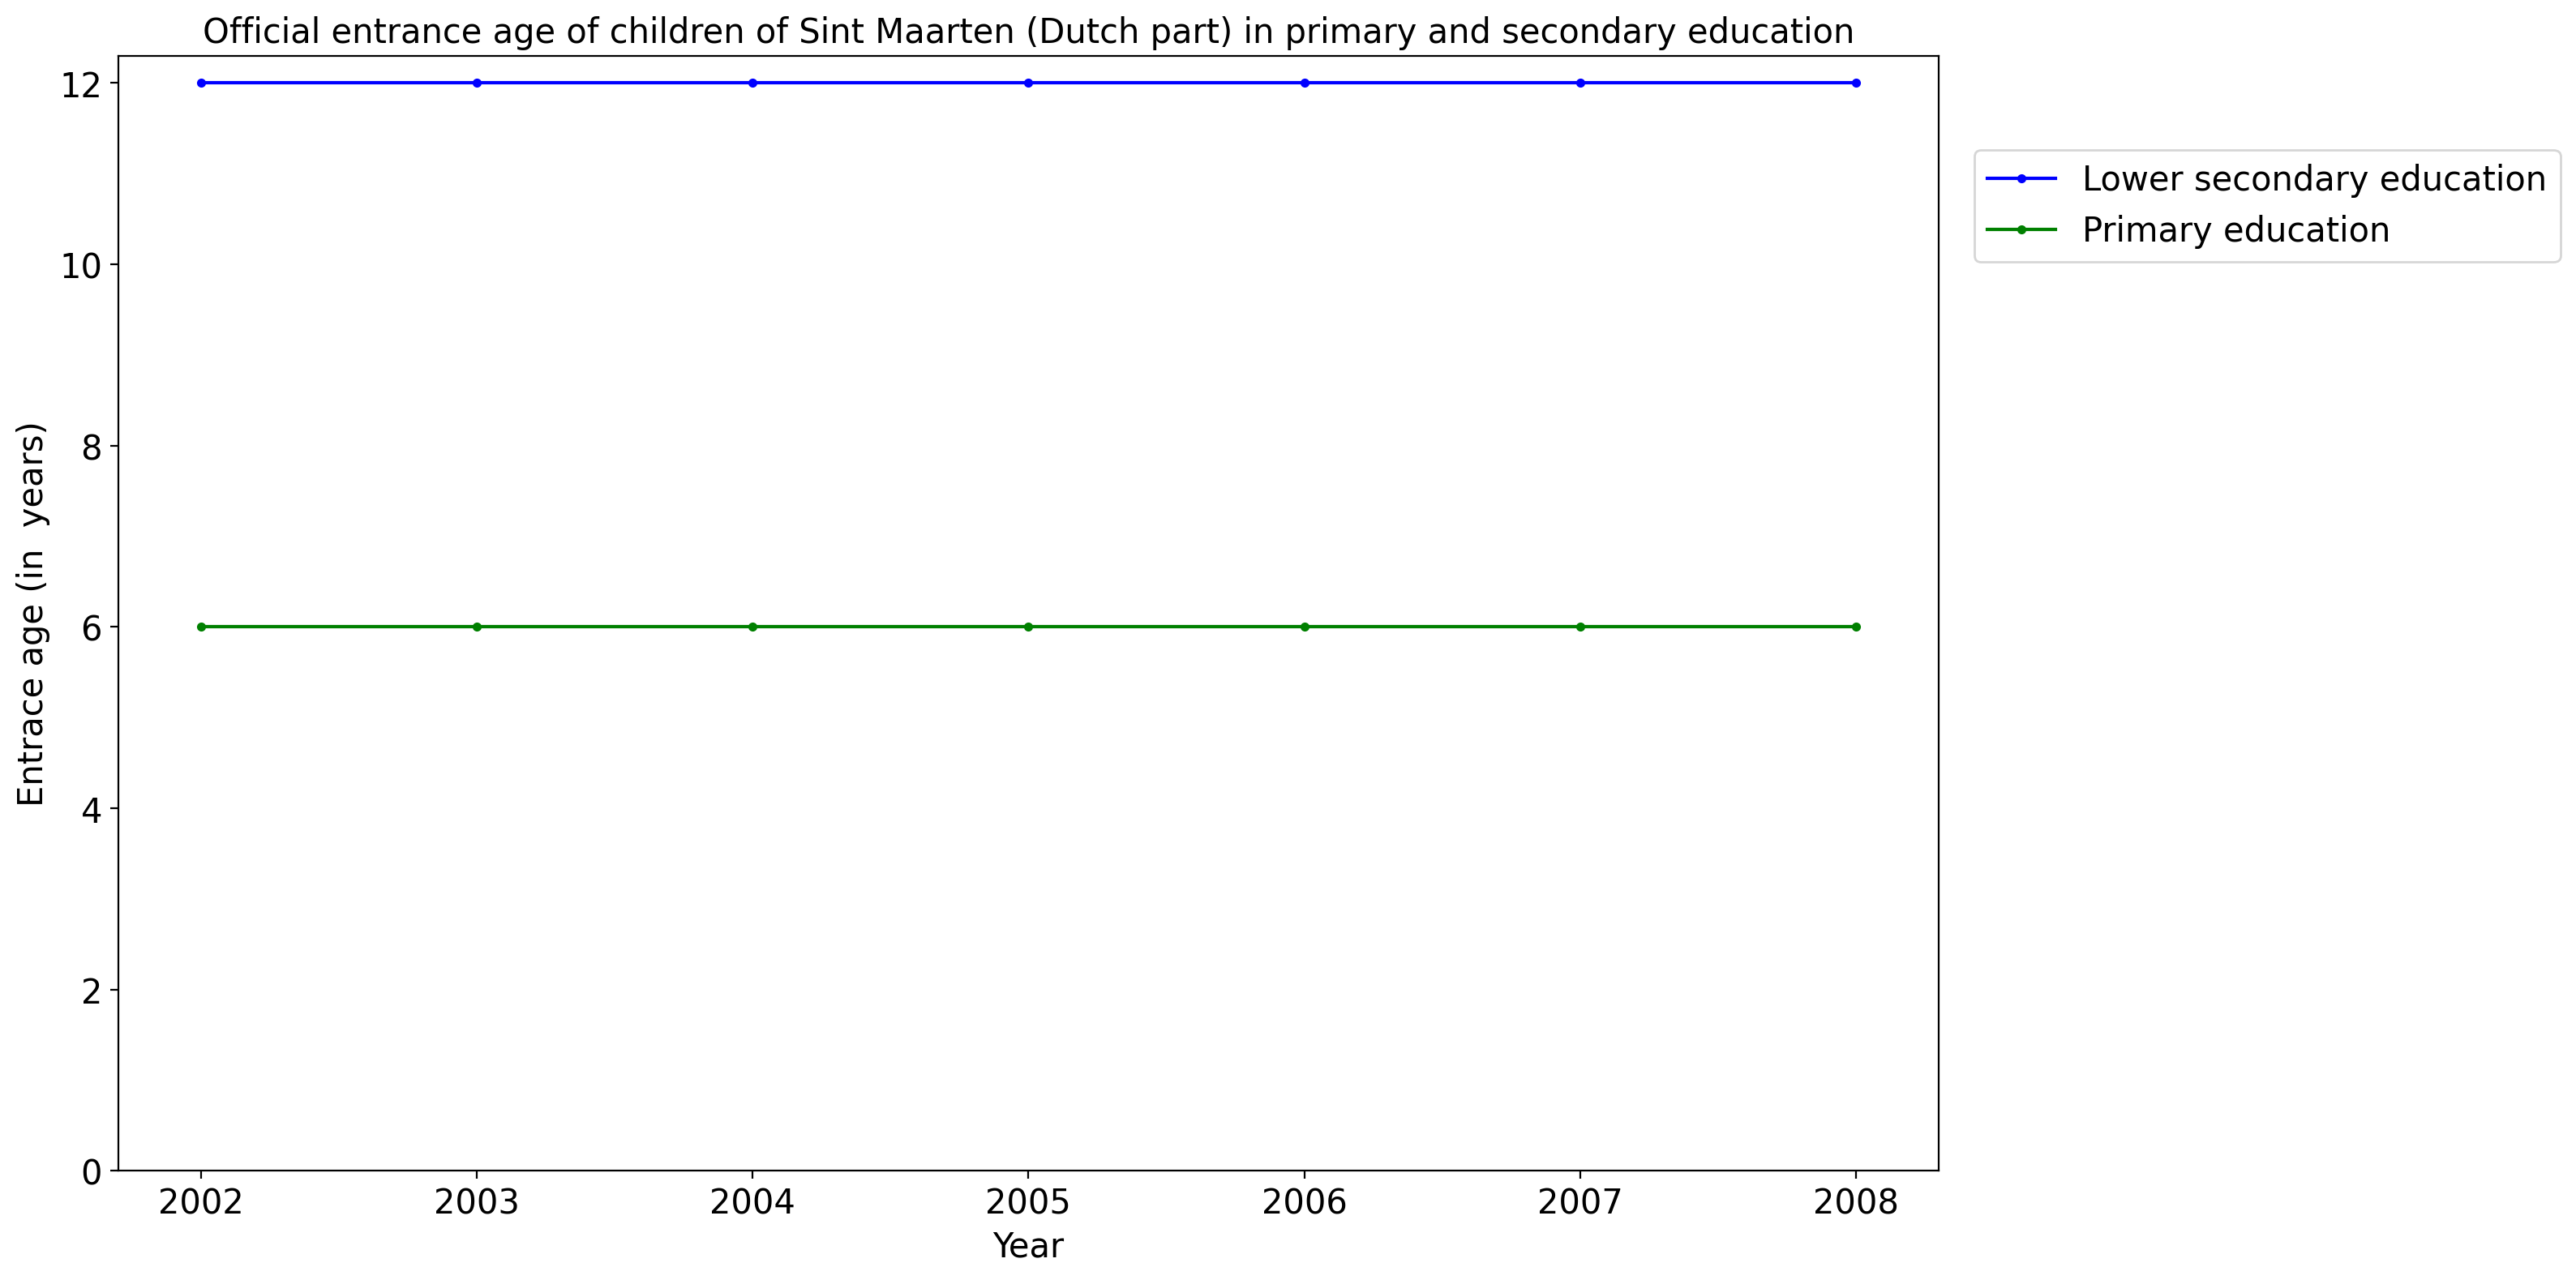 Official entrance age of children of Sint Maarten (Dutch part) in primary and secondary education
Entrace age (in  years)
12
10
8
6
4
2
0
2002 2003 2004 2005 2006 2007 2008
Year
Lower secondary education
Primary education